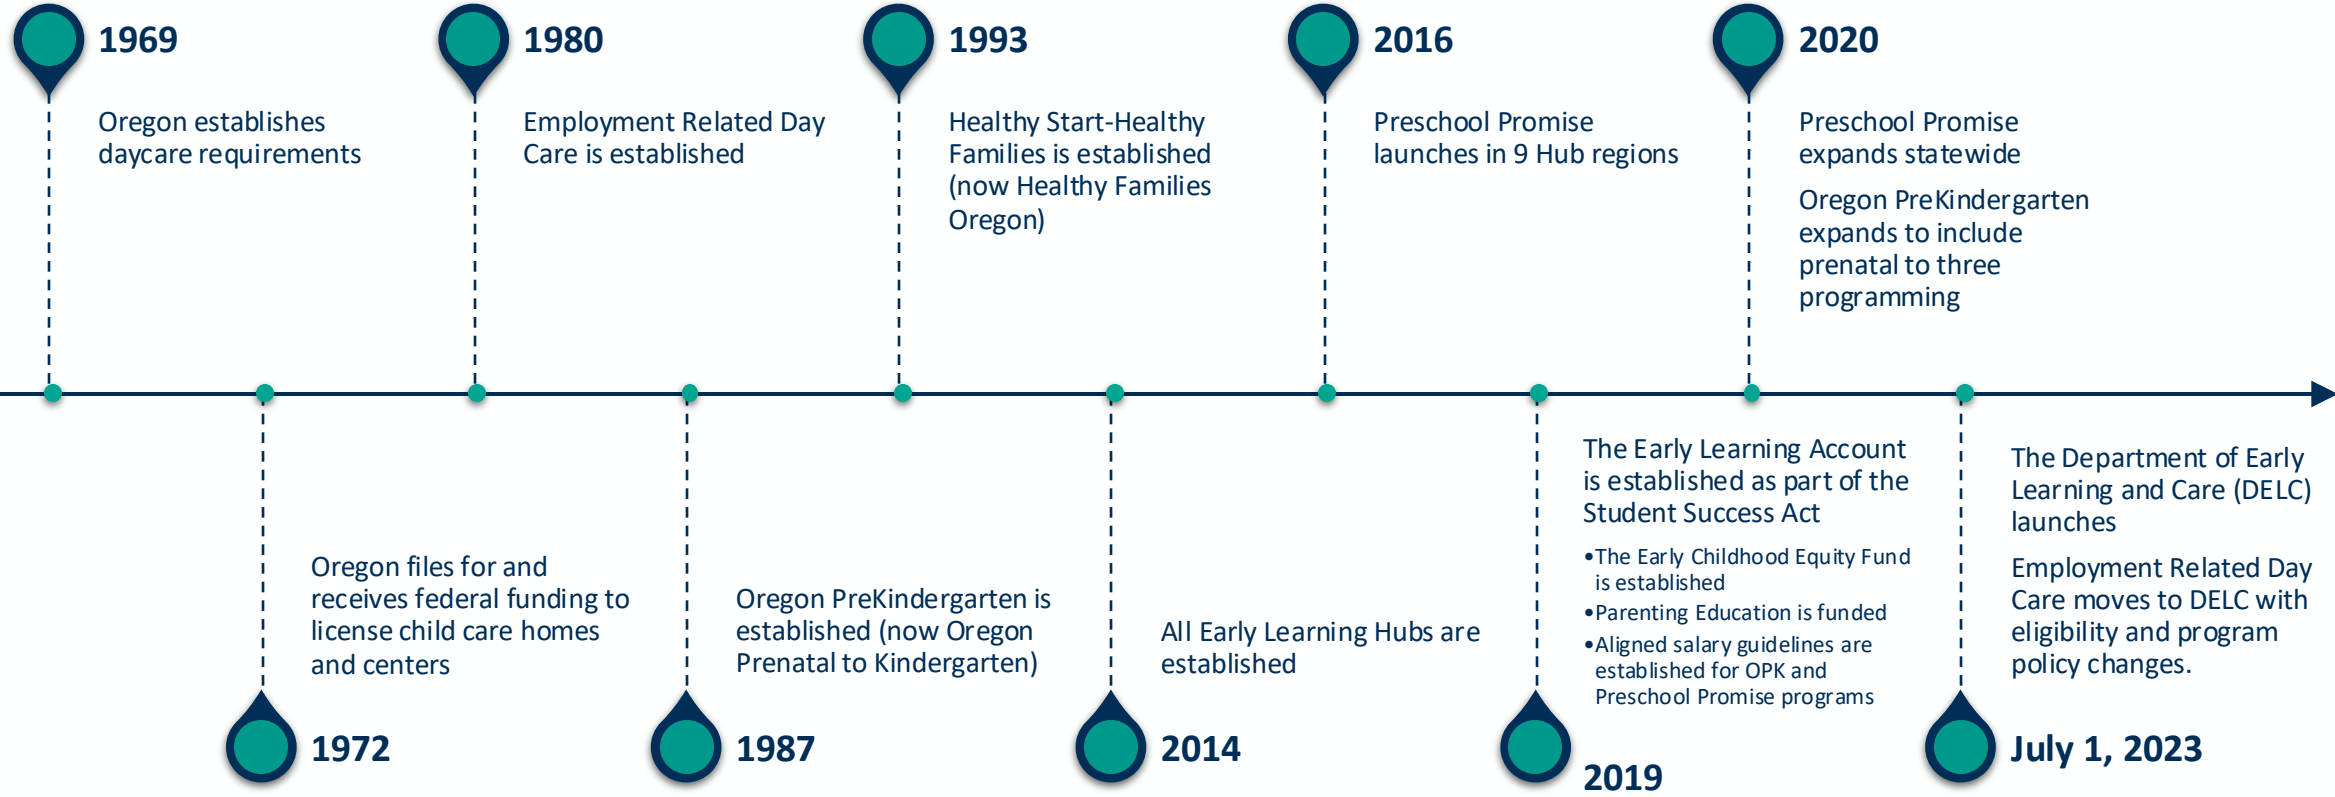 1969
Oregon establishes
daycare requirements
1980
Employment Related Day
Care is established
1993
Healthy Start-Healthy
Families is established
(now Healthy Families
Oregon)
2016
Preschool Promise
launches in 9 Hub regions
2020
Preschool Promise
expands statewide
Oregon PreKindergarten
expands to include
prenatal to three
programming
Oregon files for and
receives federal funding to
license child care homes
and centers
1972
Oregon PreKindergarten is
established (now Oregon
Prenatal to Kindergarten)
1987
All Early Learning Hubs are
established
2014
The Early Learning Account
is established as part of the
Student Success Act
•The Early Childhood Equity Fund
is established
•Parenting Education is funded
•Aligned salary guidelines are
established for OPK and
Preschool Promise programs
2019
The Department of Early
Learning and Care (DELC)
launches
Employment Related Day
Care moves to DELC with
eligibility and program
policy changes.
July 1, 2023